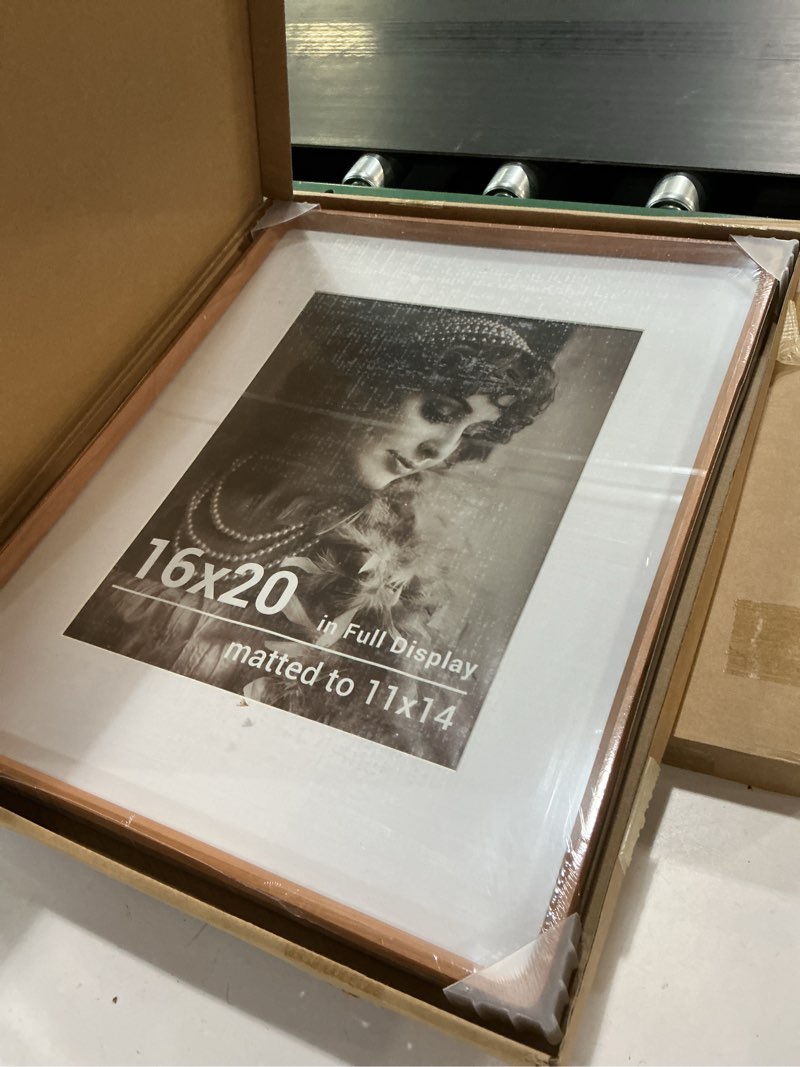 16x20 in Full Display
matted to 11x14